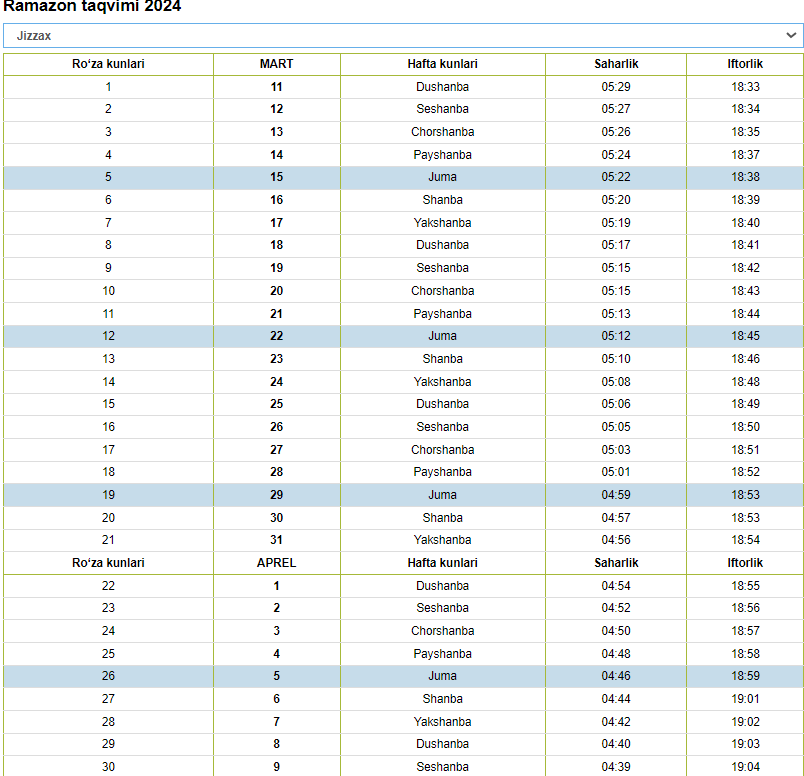 Ramazon taqvimi 2024
Jizzax
Roʻza kunlari MART Hafta kunlari Saharlik Iftorlik
1 11 Dushanba 05:29 18:33
2 12 Seshanba 05:27 18:34
3 13 Chorshanba 05:26 18:35
4 14 Payshanba 05:24 18:37
5 15 Juma 05:22 18:38
6 16 Shanba 05:20 18:39
7 17 Yakshanba 05:19 18:40
8 18 Dushanba 05:17 18:41
9 19 Seshanba 05:15 18:42
10 20 Chorshanba 05:15 18:43
11 21 Payshanba 05:13 18:44
12 22 Juma 05:12 18:45
13 23 Shanba 05:10 18:46
14 24 Yakshanba 05:08 18:48
15 25 Dushanba 05:06 18:49
16 26 Seshanba 05:05 18:50
17 27 Chorshanba 05:03 18:51
18 28 Payshanba 05:01 18:52
19 29 Juma 04:59 18:53
20 30 Shanba 04:57 18:53
21 31 Yakshanba 04:56 18:54
Roʻza kunlari APREL Hafta kunlari Saharlik Iftorlik
22 1 Dushanba 04:54 18:55
23 2 Seshanba 04:52 18:56
24 3 Chorshanba 04:50 18:57
25 4 Payshanba 04:48 18:58
26 5 Juma 04:46 18:59
27 6 Shanba 04:44 19:01
28 7 Yakshanba 04:42 19:02
29 8 Dushanba 04:40 19:03
30 9 Seshanba 04:39 19:04